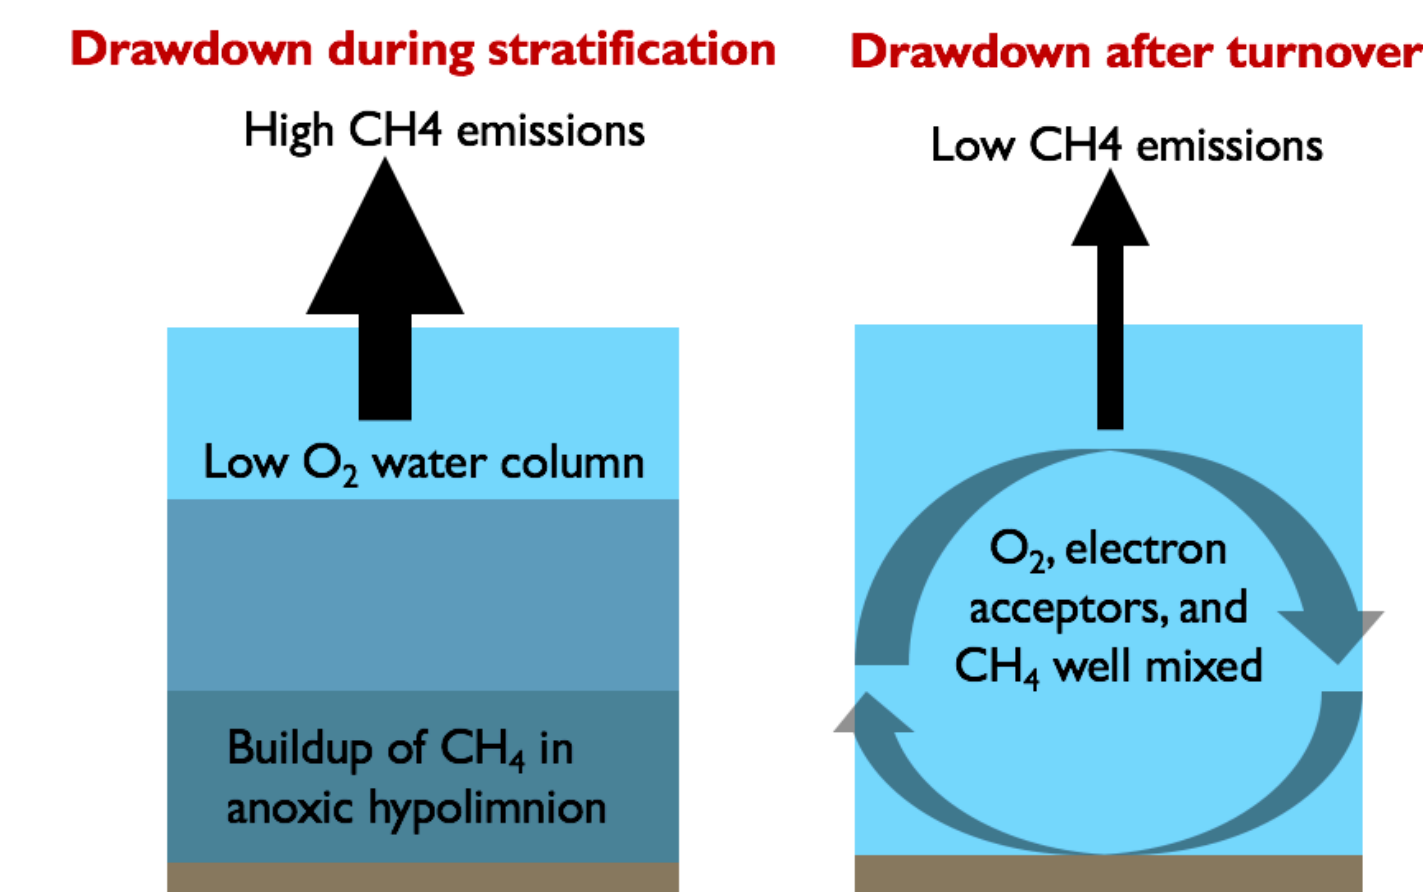 Drawdown during stratification
High CH4 emissions
Low O₂ water column
Buildup of CH₄ in
anoxic hypolimnion
Drawdown after turnover
Low CH4 emissions
O₂, electron
acceptors, and
CH₄ well mixed